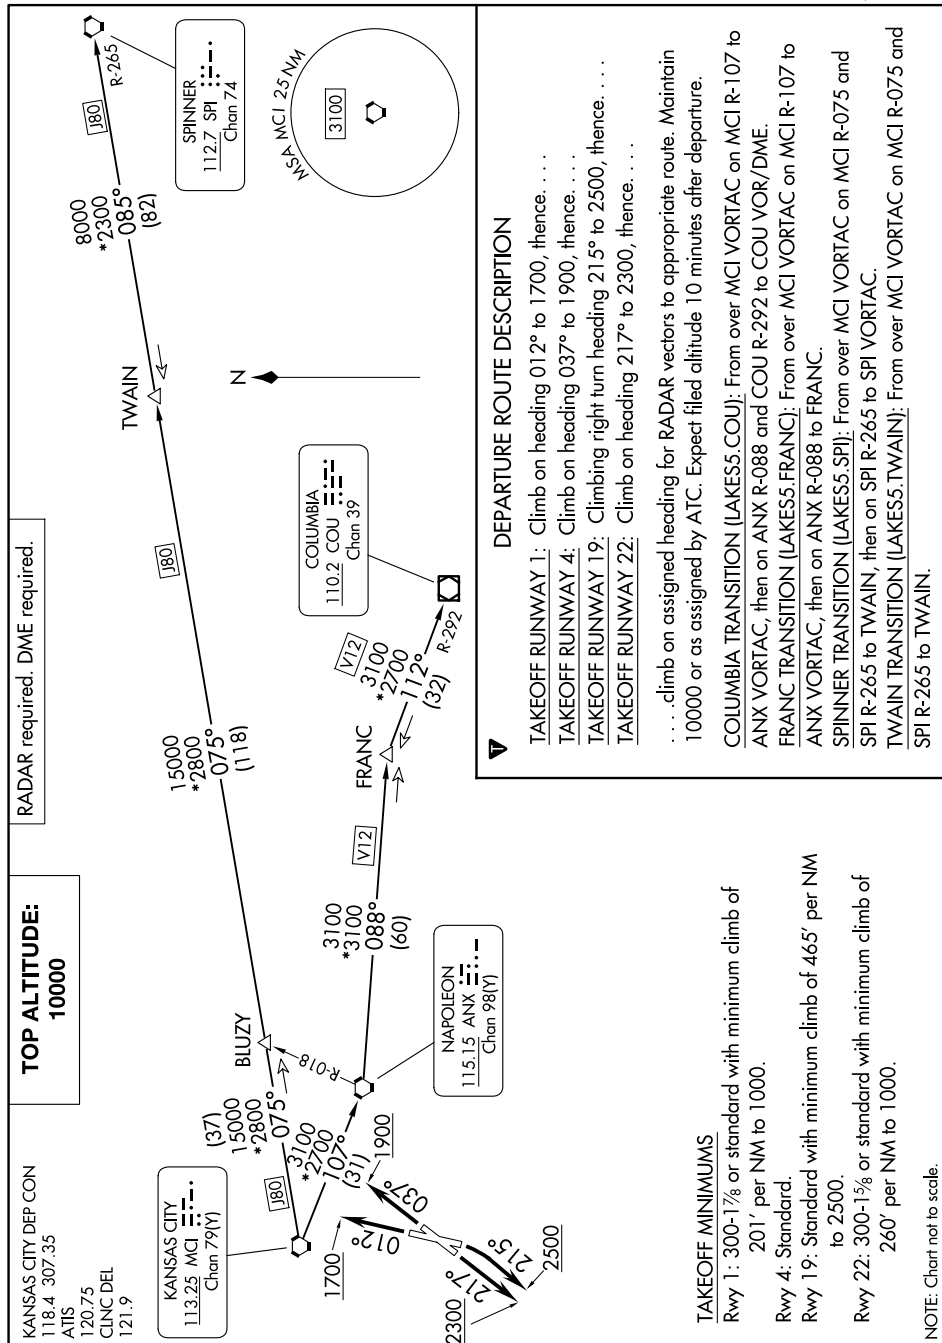 KANSAS CITY DEP CON
118.4 307.35
ATIS
120.75
CLNC DEL
121.9
TOP ALTITUDE:
10000
RADAR required. DME required.
KANSAS CITY
113.25 MCI
Chan 79(Y)
J80
(37)
15000
*2800
075°
BLUZY
R-018
3100
*2700
107°
(31)
NAPOLEON
115.15 ANX
Chan 98(Y)
15000
*2800
075°
(118)
J80
TWAIN
8000
*2300
085°
(82)
J80
R-265
SPINNER
112.7 SPI
Chan 74
MSA MCI 25 NM
3100
N
3100
*3100
088°
(60)
V12
FRANC
V12
3100
*2700
112°
(32)
R-292
COLUMBIA
110.2 COU
Chan 39
1700
012°
1900
037°
2300
217°
2500
215°
TAKEOFF MINIMUMS
Rwy 1: 300-1⅞ or standard with minimum climb of
201' per NM to 1000.
Rwy 4: Standard.
Rwy 19: Standard with minimum climb of 465' per NM
to 2500.
Rwy 22: 300-1⅝ or standard with minimum climb of
260' per NM to 1000.
NOTE: Chart not to scale.
T
DEPARTURE ROUTE DESCRIPTION
TAKEOFF RUNWAY 1: Climb on heading 012° to 1700, thence. . . .
TAKEOFF RUNWAY 4: Climb on heading 037° to 1900, thence. . . .
TAKEOFF RUNWAY 19: Climbing right turn heading 215° to 2500, thence. . . .
TAKEOFF RUNWAY 22: Climb on heading 217° to 2300, thence. . . .
. . . .climb on assigned heading for RADAR vectors to appropriate route. Maintain
10000 or as assigned by ATC. Expect filed altitude 10 minutes after departure.
COLUMBIA TRANSITION (LAKES5.COU): From over MCI VORTAC on MCI R-107 to
ANX VORTAC, then on ANX R-088 and COU R-292 to COU VOR/DME.
FRANC TRANSITION (LAKES5.FRANC): From over MCI VORTAC on MCI R-107 to
ANX VORTAC, then on ANX R-088 to FRANC.
SPINNER TRANSITION (LAKES5.SPI): From over MCI VORTAC on MCI R-075 and
SPI R-265 to TWAIN, then on SPI R-265 to SPI VORTAC.
TWAIN TRANSITION (LAKES5.TWAIN): From over MCI VORTAC on MCI R-075 and
SPI R-265 to TWAIN.